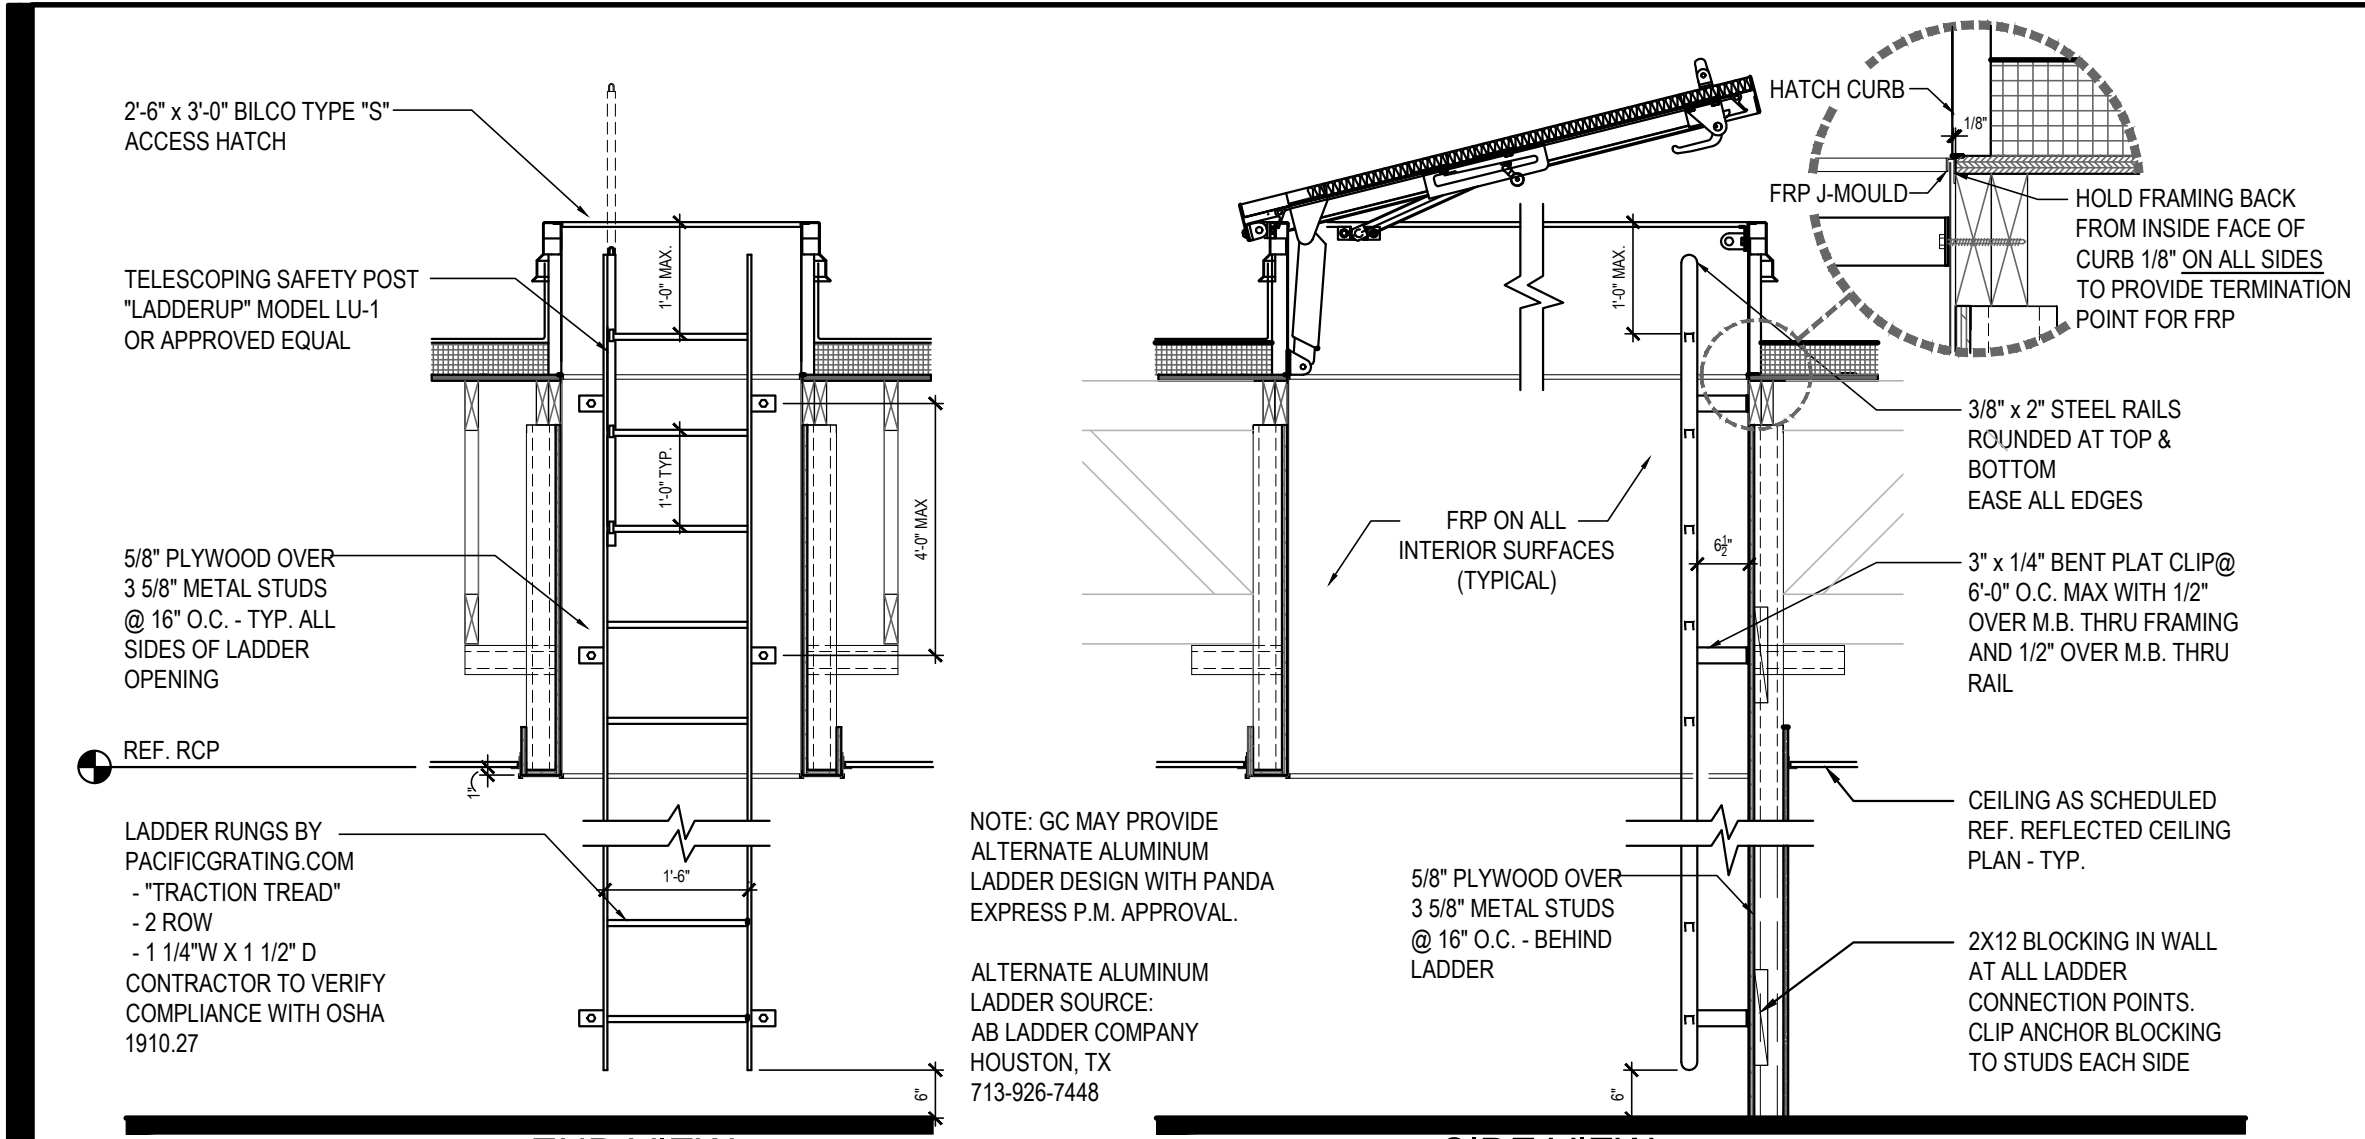 2'-6" x 3'-0" BILCO TYPE "S"
ACCESS HATCH
TELESCOPING SAFETY POST
"LADDERUP" MODEL LU-1
OR APPROVED EQUAL
5/8" PLYWOOD OVER
3 5/8" METAL STUDS
@ 16" O.C. - TYP. ALL
SIDES OF LADDER
OPENING
REF. RCP
1"
LADDER RUNGS BY
PACIFICGRATING.COM
- "TRACTION TREAD"
- 2 ROW
- 1 1/4"W X 1 1/2" D
CONTRACTOR TO VERIFY
COMPLIANCE WITH OSHA
1910.27
1'-0" MAX.
1'-0" TYP.
4'-0" MAX
1'-6"
6"
NOTE: GC MAY PROVIDE
ALTERNATE ALUMINUM
LADDER DESIGN WITH PANDA
EXPRESS P.M. APPROVAL.
ALTERNATE ALUMINUM
LADDER SOURCE:
AB LADDER COMPANY
HOUSTON, TX
713-926-7448
FRP ON ALL
INTERIOR SURFACES
(TYPICAL)
1'-0" MAX.
6½"
5/8" PLYWOOD OVER
3 5/8" METAL STUDS
@ 16" O.C. - BEHIND
LADDER
6"
HATCH CURB
1/8"
FRP J-MOULD
HOLD FRAMING BACK
FROM INSIDE FACE OF
CURB 1/8" ON ALL SIDES
TO PROVIDE TERMINATION
POINT FOR FRP
3/8" x 2" STEEL RAILS
ROUNDED AT TOP &
BOTTOM
EASE ALL EDGES
3" x 1/4" BENT PLAT CLIP@
6'-0" O.C. MAX WITH 1/2"
OVER M.B. THRU FRAMING
AND 1/2" OVER M.B. THRU
RAIL
CEILING AS SCHEDULED
REF. REFLECTED CEILING
PLAN - TYP.
2X12 BLOCKING IN WALL
AT ALL LADDER
CONNECTION POINTS.
CLIP ANCHOR BLOCKING
TO STUDS EACH SIDE
SIDE VIEW